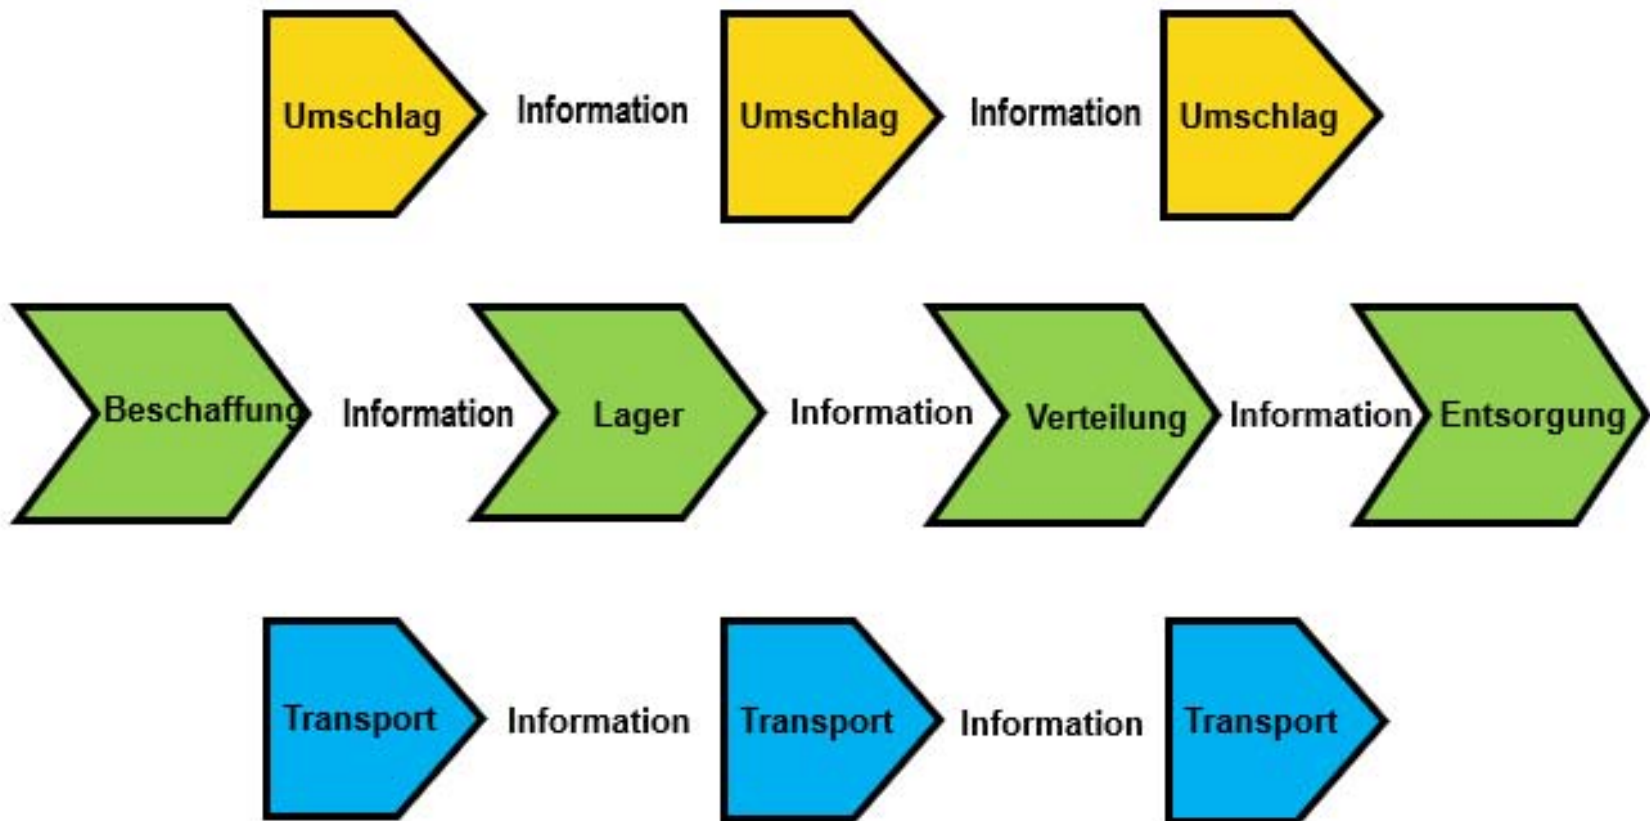 Umschlag Information Umschlag Information Umschlag
Beschaffung Information Lager Information Verteilung Information Entsorgung
Transport Information Transport Information Transport